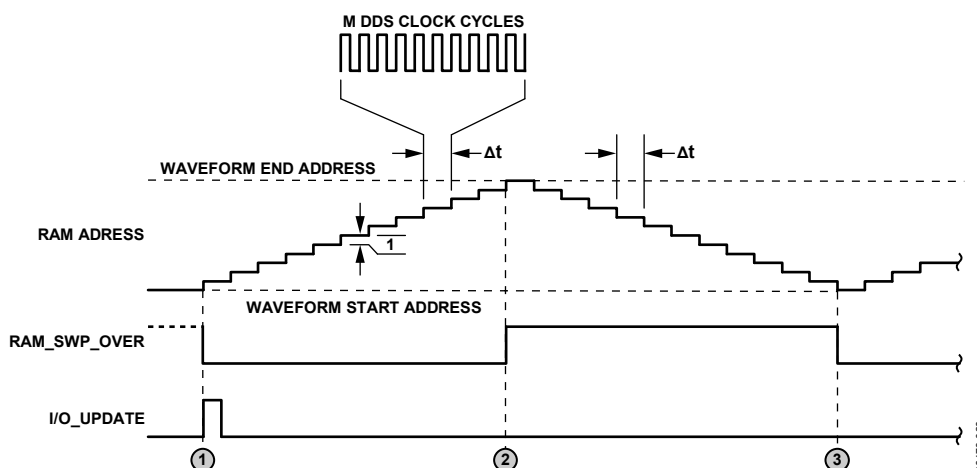 M DDS CLOCK CYCLES
Δt
Δt
WAVEFORM END ADDRESS
RAM ADRESS
1
WAVEFORM START ADDRESS
RAM_SWP_OVER
I/O_UPDATE
1 2 3